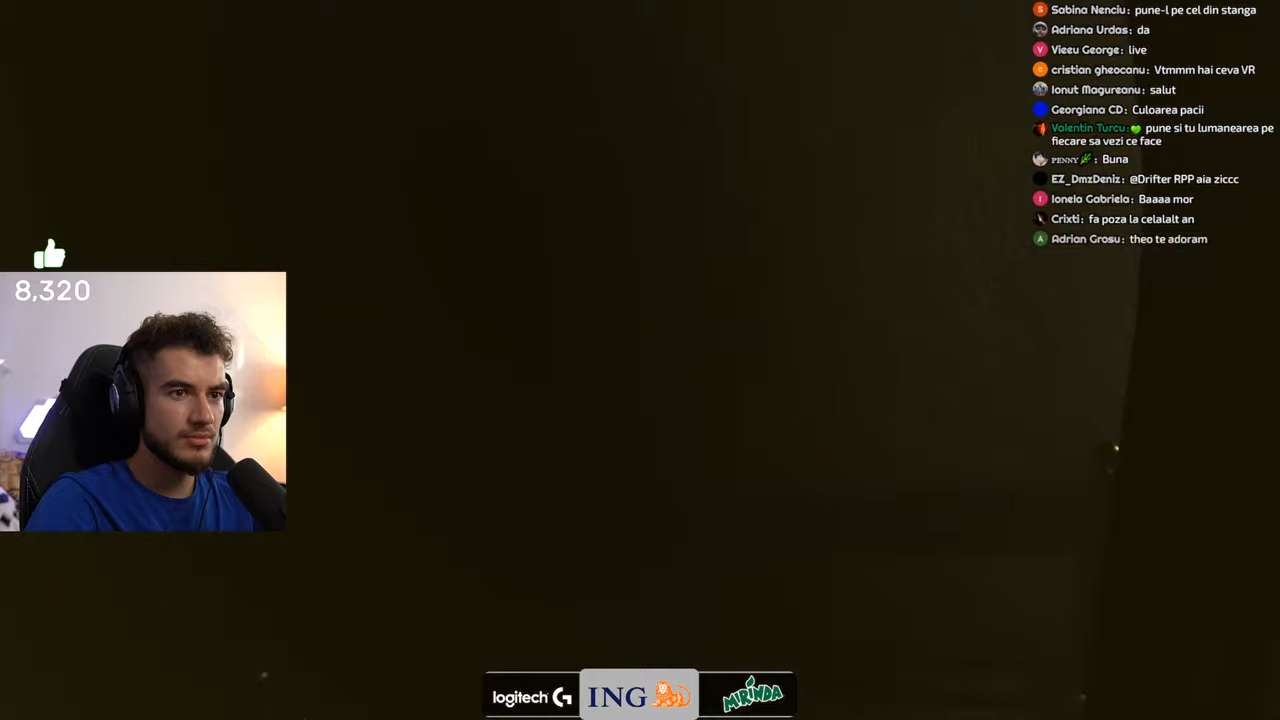 Sabina Nenciu: pune-l pe cel din stanga
Adriana Urdas: da
Vieeu George: live
cristian gheocanu: Vtmmm hai ceva VR
Ionut Magureanu: salut
Georgiana CD: Culoarea pacii
Valentin Turcu:💚 pune si tu lumanearea pe
fiecare sa vezi ce face
ᴘᴇɴɴʏ🌿: Buna
EZ_DmzDeniz: @Drifter RPP aia ziccc
Ionela Gabriela: Baaaa mor
Crixti: fa poza la celalalt an
Adrian Grosu: theo te adoram
8,320
logitech G
ING
MIRINDA